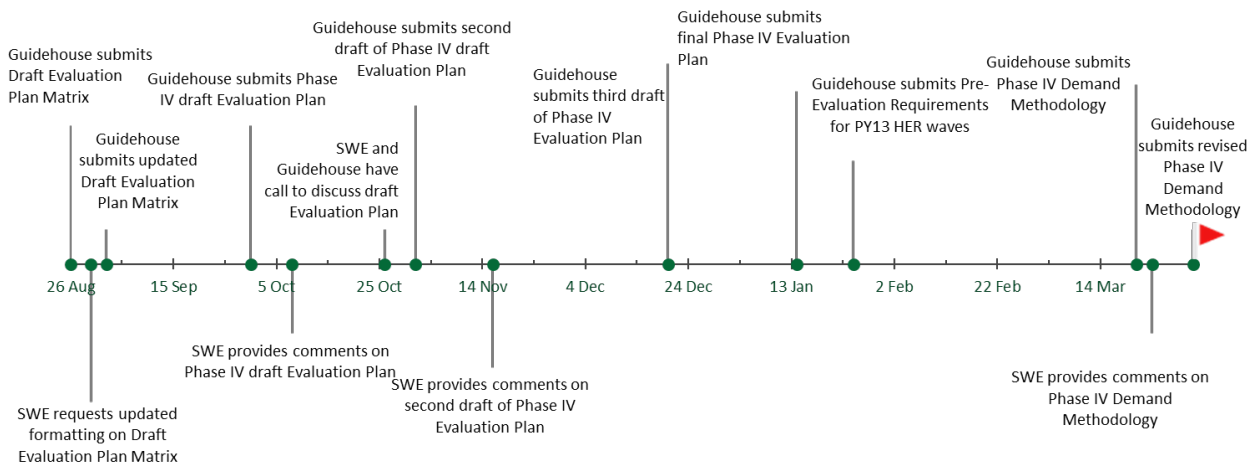 Guidehouse submits
Draft Evaluation
Plan Matrix
Guidehouse
submits updated
Draft Evaluation
Plan Matrix
Guidehouse submits Phase
IV draft Evaluation Plan
Guidehouse submits second
draft of Phase IV draft
Evaluation Plan
SWE and
Guidehouse have
call to discuss draft
Evaluation Plan
Guidehouse
submits third draft
of Phase IV
Evaluation Plan
Guidehouse submits
final Phase IV Evaluation
Plan
Guidehouse submits Pre-
Evaluation Requirements
for PY13 HER waves
Guidehouse submits
Phase IV Demand
Methodology
Guidehouse
submits revised
Phase IV
Demand
Methodology
26 Aug
15 Sep
5 Oct
25 Oct
14 Nov
4 Dec
24 Dec
13 Jan
2 Feb
22 Feb
14 Mar
SWE requests updated
formatting on Draft
Evaluation Plan Matrix
SWE provides comments on
Phase IV draft Evaluation Plan
SWE provides comments on
second draft of Phase IV
Evaluation Plan
SWE provides comments on
Phase IV Demand
Methodology